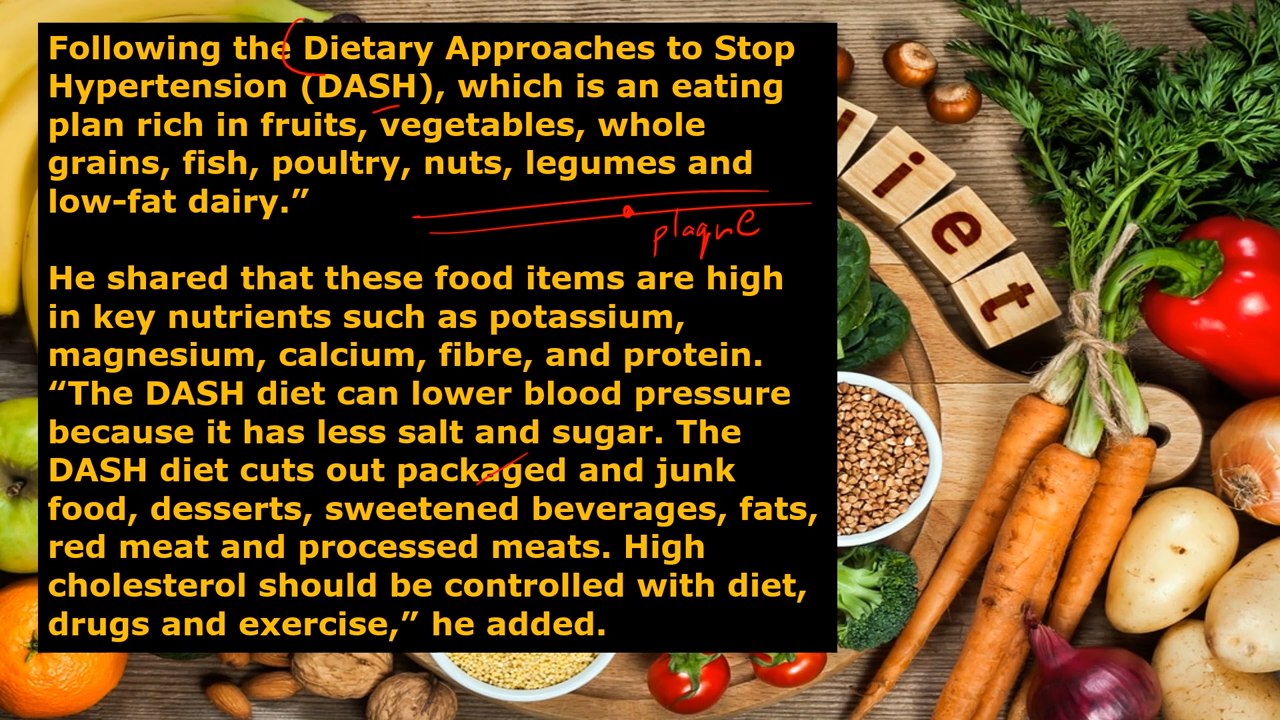 Following the Dietary Approaches to Stop
Hypertension (DASH), which is an eating
plan rich in fruits, vegetables, whole
grains, fish, poultry, nuts, legumes and
low-fat dairy.”
plaque
He shared that these food items are high
in key nutrients such as potassium,
magnesium, calcium, fibre, and protein.
“The DASH diet can lower blood pressure
because it has less salt and sugar. The
DASH diet cuts out packaged and junk
food, desserts, sweetened beverages, fats,
red meat and processed meats. High
cholesterol should be controlled with diet,
drugs and exercise,” he added.
iet